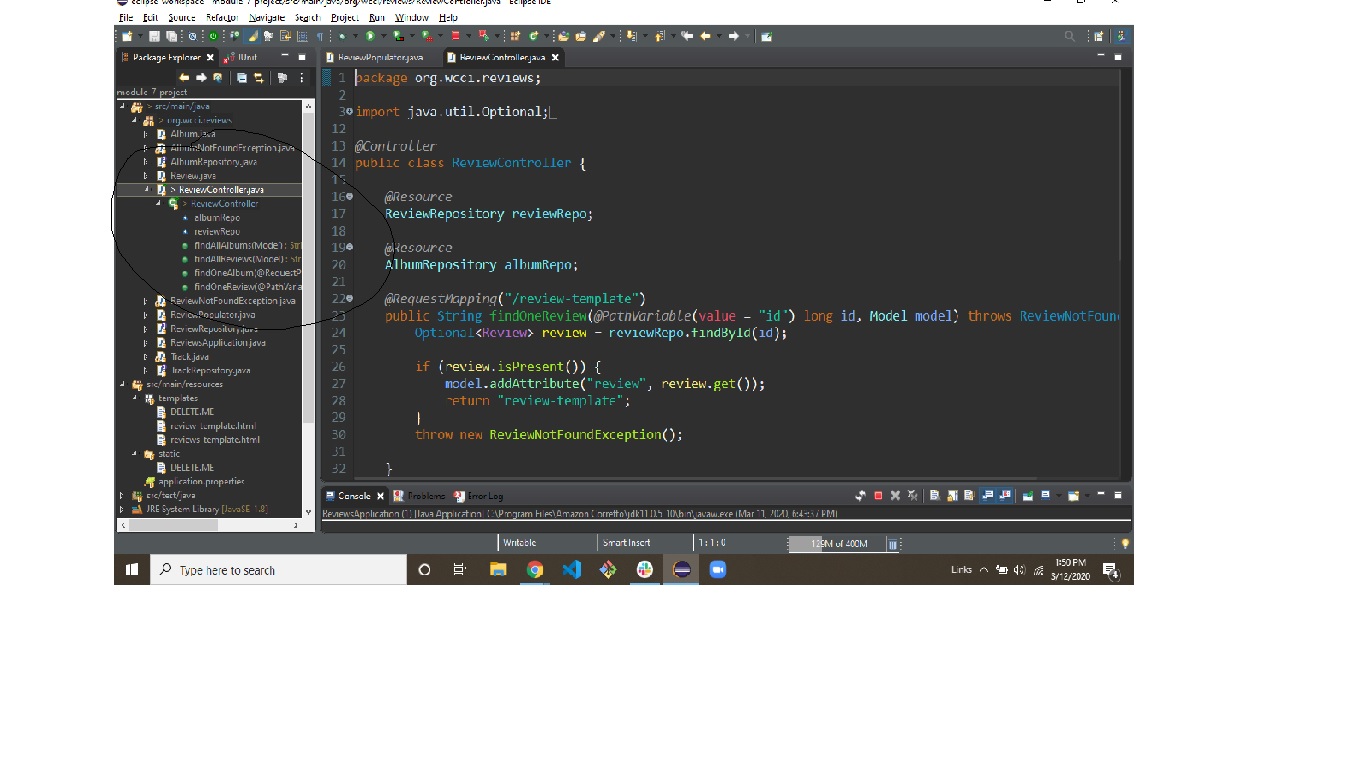 eclipse-workspace - module-7-project/src/main/java/org/wcci/reviews/ReviewController.java - Eclipse IDE
File Edit Source Refactor Navigate Search Project Run Window Help
Package Explorer JUnit
ReviewPopulator.java ReviewController.java
module-7-project
> src/main/java
> org.wcci.reviews
Album.java
AlbumNotFoundException.java
AlbumRepository.java
Review.java
> ReviewController.java
> ReviewController
albumRepo
reviewRepo
findAllAlbums(Model) : Stri
findAllReviews(Model) : Str
findOneAlbum(@RequestP
findOneReview(@PathVaria
ReviewNotFoundException.java
ReviewPopulator.java
ReviewRepository.java
ReviewsApplication.java
Track.java
TrackRepository.java
src/main/resources
templates
DELETE.ME
review-template.html
reviews-template.html
static
DELETE.ME
application.properties
src/test/java
JRE System Library [JavaSE-1.8]
1 package org.wcci.reviews;
2
3 import java.util.Optional;
12
13 @Controller
14 public class ReviewController {
15
16 @Resource
17 ReviewRepository reviewRepo;
18
19 @Resource
20 AlbumRepository albumRepo;
21
22 @RequestMapping("/review-template")
23 public String findOneReview(@PathVariable(value = "id") long id, Model model) throws ReviewNotFoun
24 Optional<Review> review = reviewRepo.findById(id);
25
26 if (review.isPresent()) {
27 model.addAttribute("review", review.get());
28 return "review-template";
29 }
30 throw new ReviewNotFoundException();
31
32 }
Console Problems Error Log
ReviewsApplication (1) [Java Application] C:\Program Files\Amazon Corretto\jdk11.0.5_10\bin\javaw.exe (Mar 11, 2020, 6:43:37 PM)
Writable Smart Insert 1 : 1 : 0 129M of 400M
Type here to search
Links
1:50 PM
3/12/2020
4